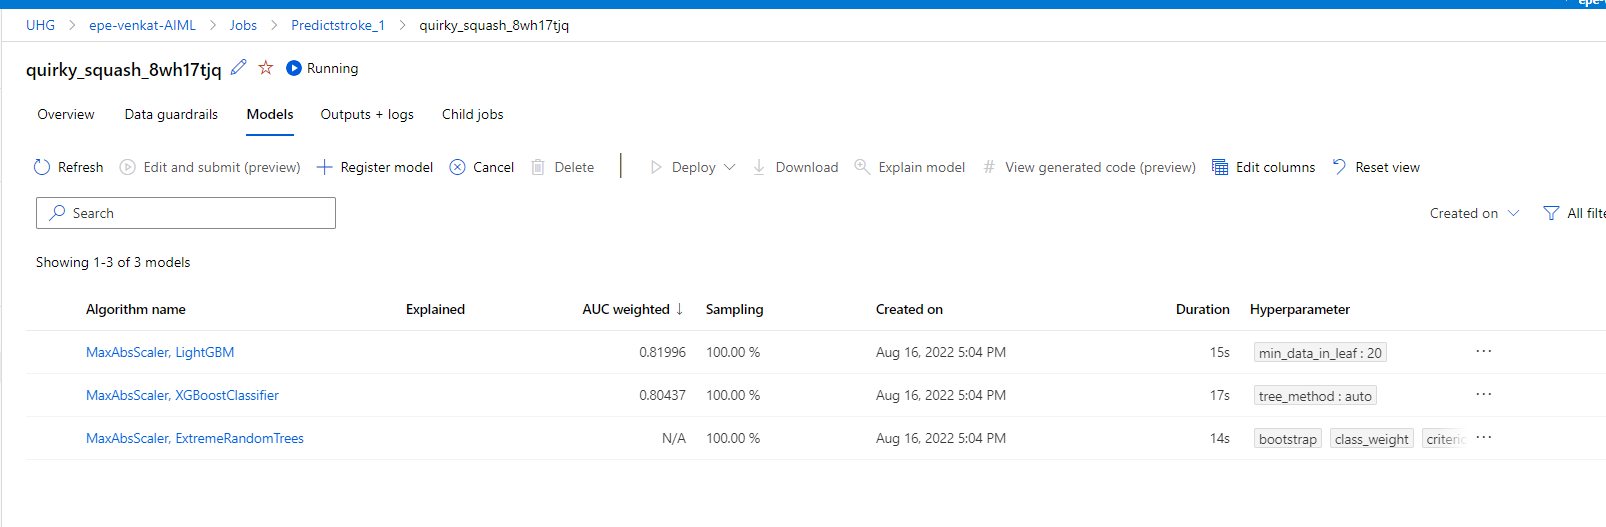 epe-
UHG > epe-venkat-AIML > Jobs > Predictstroke_1 > quirky_squash_8wh17tjq
quirky_squash_8wh17tjq Running
Overview Data guardrails Models Outputs + logs Child jobs
Refresh Edit and submit (preview) Register model Cancel Delete Deploy Download Explain model # View generated code (preview) Edit columns Reset view
Search Created on All filte
Showing 1-3 of 3 models
Algorithm name Explained AUC weighted ↓ Sampling Created on Duration Hyperparameter
MaxAbsScaler, LightGBM 0.81996 100.00 % Aug 16, 2022 5:04 PM 15s min_data_in_leaf : 20 ...
MaxAbsScaler, XGBoostClassifier 0.80437 100.00 % Aug 16, 2022 5:04 PM 17s tree_method : auto ...
MaxAbsScaler, ExtremeRandomTrees N/A 100.00 % Aug 16, 2022 5:04 PM 14s bootstrap class_weight criteric ...